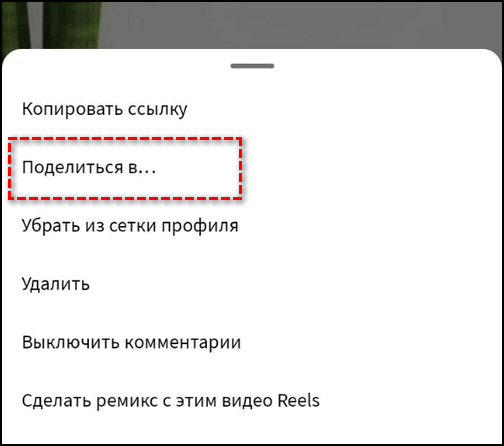 Копировать ссылку
Поделиться в...
Убрать из сетки профиля
Удалить
Выключить комментарии
Сделать ремикс с этим видео Reels